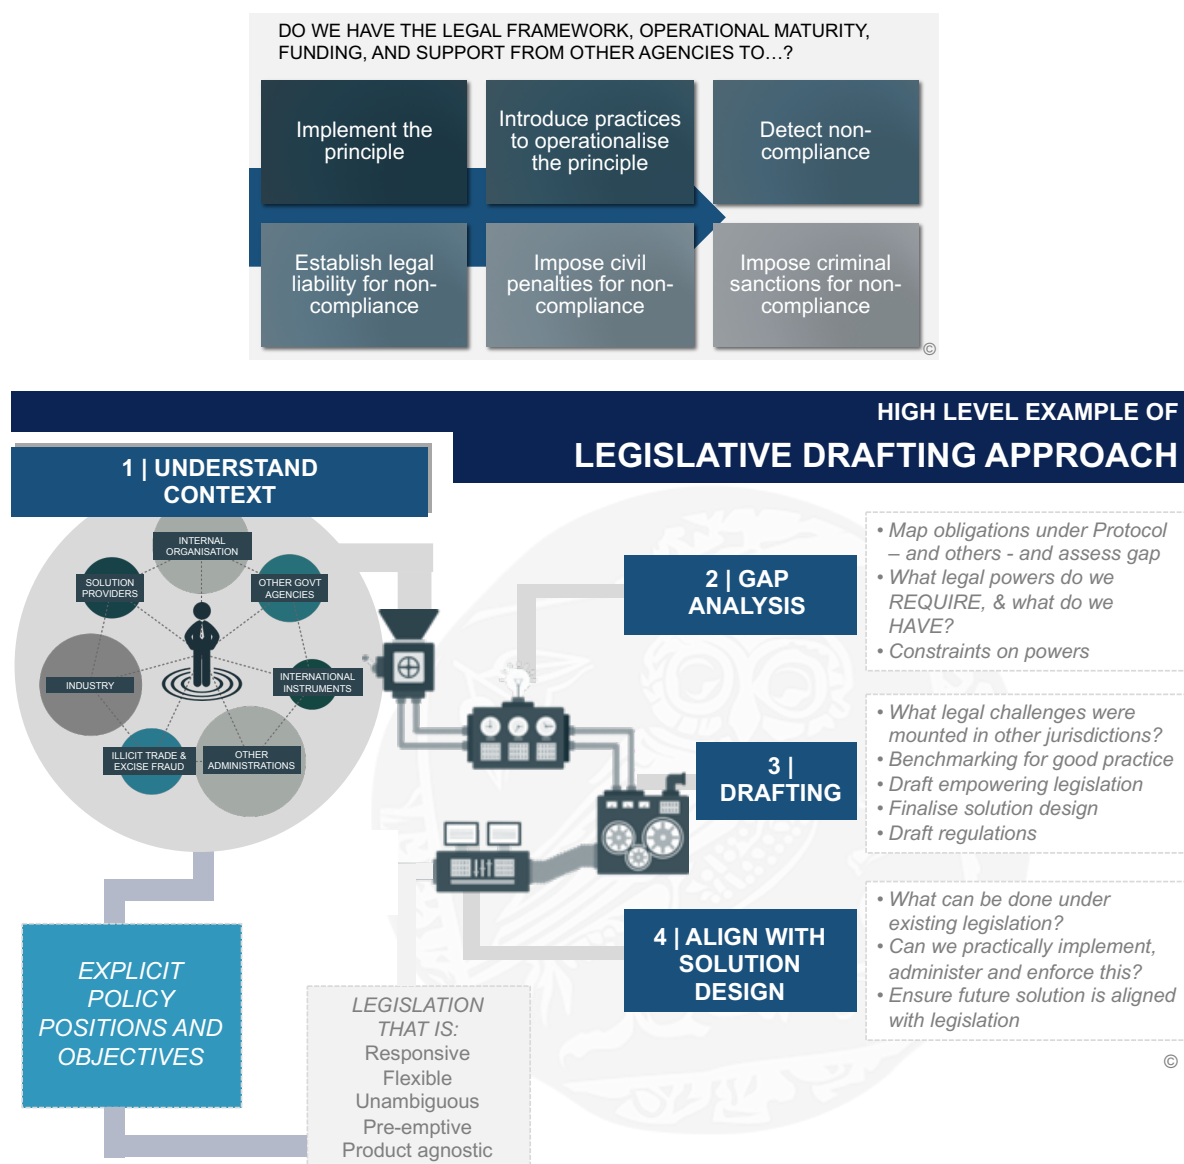 DO WE HAVE THE LEGAL FRAMEWORK, OPERATIONAL MATURITY,
FUNDING, AND SUPPORT FROM OTHER AGENCIES TO…?
Implement the
principle
Introduce practices
to operationalise
the principle
Detect non-
compliance
Establish legal
liability for non-
compliance
Impose civil
penalties for non-
compliance
Impose criminal
sanctions for non-
compliance
©
HIGH LEVEL EXAMPLE OF
LEGISLATIVE DRAFTING APPROACH
1 | UNDERSTAND
CONTEXT
INTERNAL
ORGANISATION
SOLUTION
PROVIDERS
OTHER GOVT
AGENCIES
INDUSTRY
INTERNATIONAL
INSTRUMENTS
ILLICIT TRADE &
EXCISE FRAUD
OTHER
ADMINISTRATIONS
2 | GAP
ANALYSIS
• Map obligations under Protocol
– and others - and assess gap
• What legal powers do we
REQUIRE, & what do we
HAVE?
• Constraints on powers
3 |
DRAFTING
• What legal challenges were
mounted in other jurisdictions?
• Benchmarking for good practice
• Draft empowering legislation
• Finalise solution design
• Draft regulations
4 | ALIGN WITH
SOLUTION
DESIGN
• What can be done under
existing legislation?
• Can we practically implement,
administer and enforce this?
• Ensure future solution is aligned
with legislation
©
EXPLICIT
POLICY
POSITIONS AND
OBJECTIVES
LEGISLATION
THAT IS:
Responsive
Flexible
Unambiguous
Pre-emptive
Product agnostic